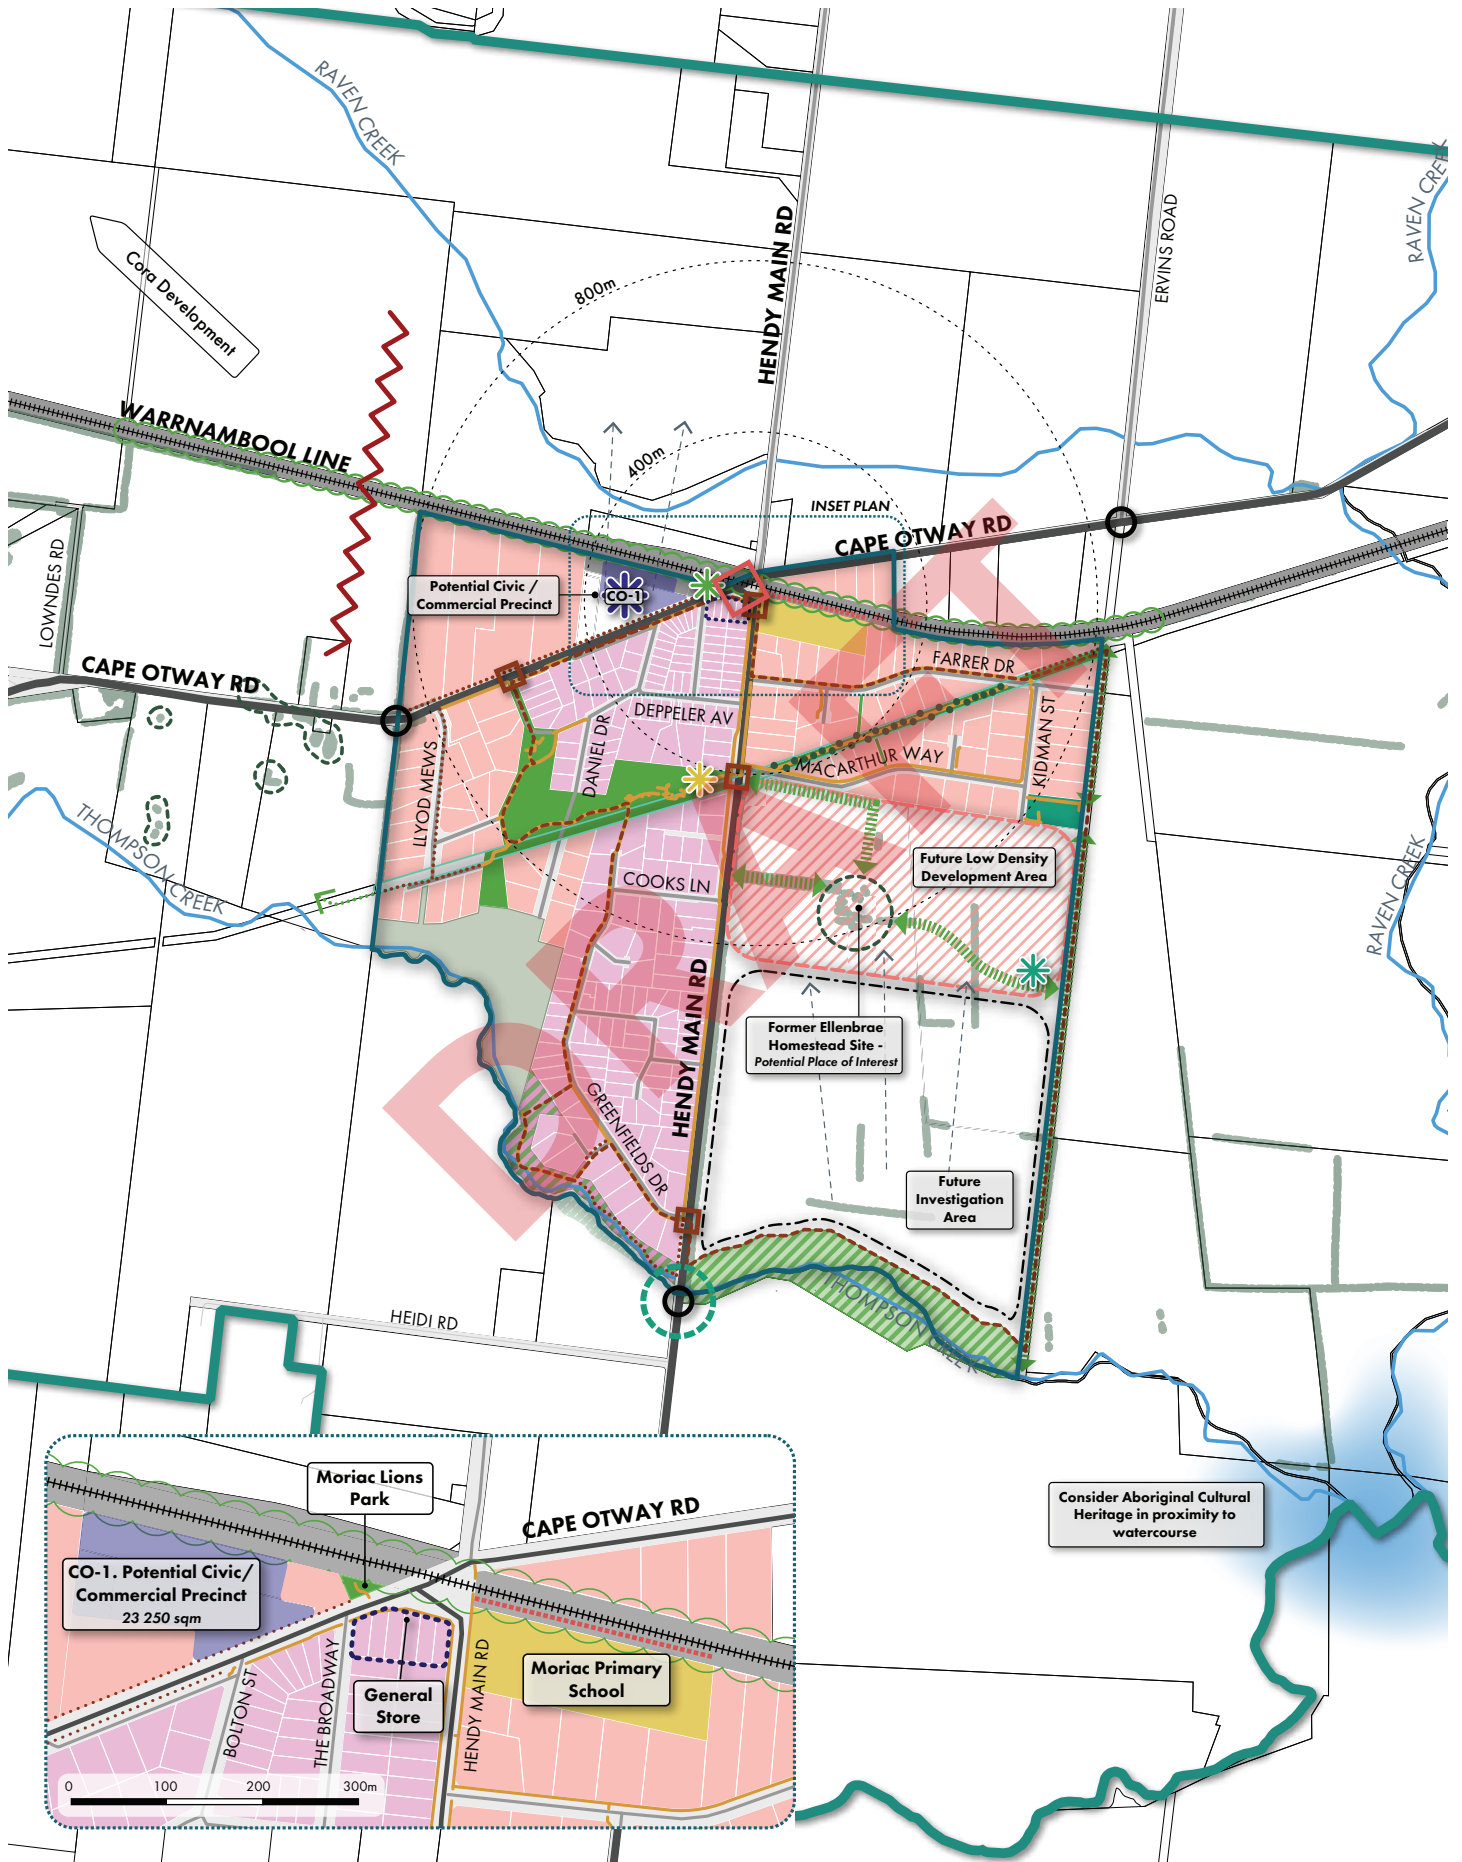 RAVEN CREEK
RAVEN CREEK
HENDY MAIN RD
ERVINS ROAD
Cora Development
800m
WARRNAMBOOL LINE
400m
INSET PLAN
CAPE OTWAY RD
LOWNDES RD
Potential Civic /
Commercial Precinct
CO-1
CAPE OTWAY RD
FARRER DR
DEPPELER AV
DANIEL DR
KIDMAN ST
LLYOD MEWS
MACARTHUR WAY
THOMPSON CREEK
Future Low Density
Development Area
COOKS LN
RAVEN CREEK
HENDY MAIN RD
Former Ellenbrae
Homestead Site -
Potential Place of Interest
GREENFIELDS DR
Future
Investigation
Area
THOMPSON CREEK
HEIDI RD
DRAFT
Moriac Lions
Park
CAPE OTWAY RD
CO-1. Potential Civic/
Commercial Precinct
23 250 sqm
Moriac Primary
School
General
Store
BOLTON ST
THE BROADWAY
HENDY MAIN RD
0 100 200 300m
Consider Aboriginal Cultural
Heritage in proximity to
watercourse